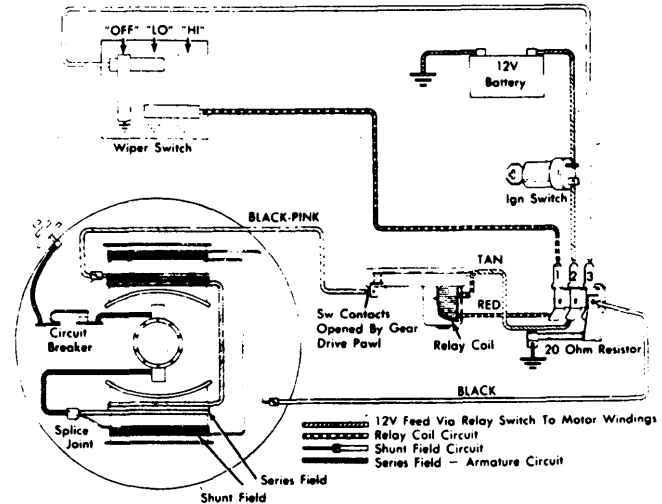 "OFF" "LO" "HI"
12V
Battery
Wiper Switch
Ign Switch
BLACK-PINK
TAN
1 2 3
Sw Contacts
Opened By Gear
Drive Pawl
RED
Relay Coil
20 Ohm Resistor
Circuit
Breaker
BLACK
Splice
Joint
Series Field
Shunt Field
12V Feed Via Relay Switch To Motor Windings
Relay Coil Circuit
Shunt Field Circuit
Series Field – Armature Circuit